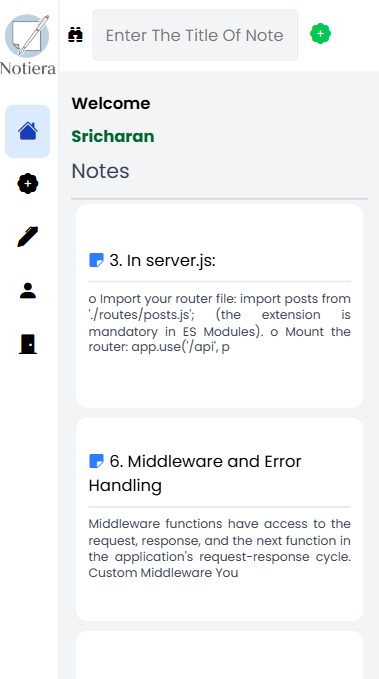 Notiera
Enter The Title Of Note
Welcome
Sricharan
Notes
3. In server.js:
o Import your router file: import posts from
'./routes/posts.js'; (the extension is
mandatory in ES Modules). o Mount the
router: app.use('/api', p
6. Middleware and Error
Handling
Middleware functions have access to the
request, response, and the next function in
the application's request-response cycle.
Custom Middleware You